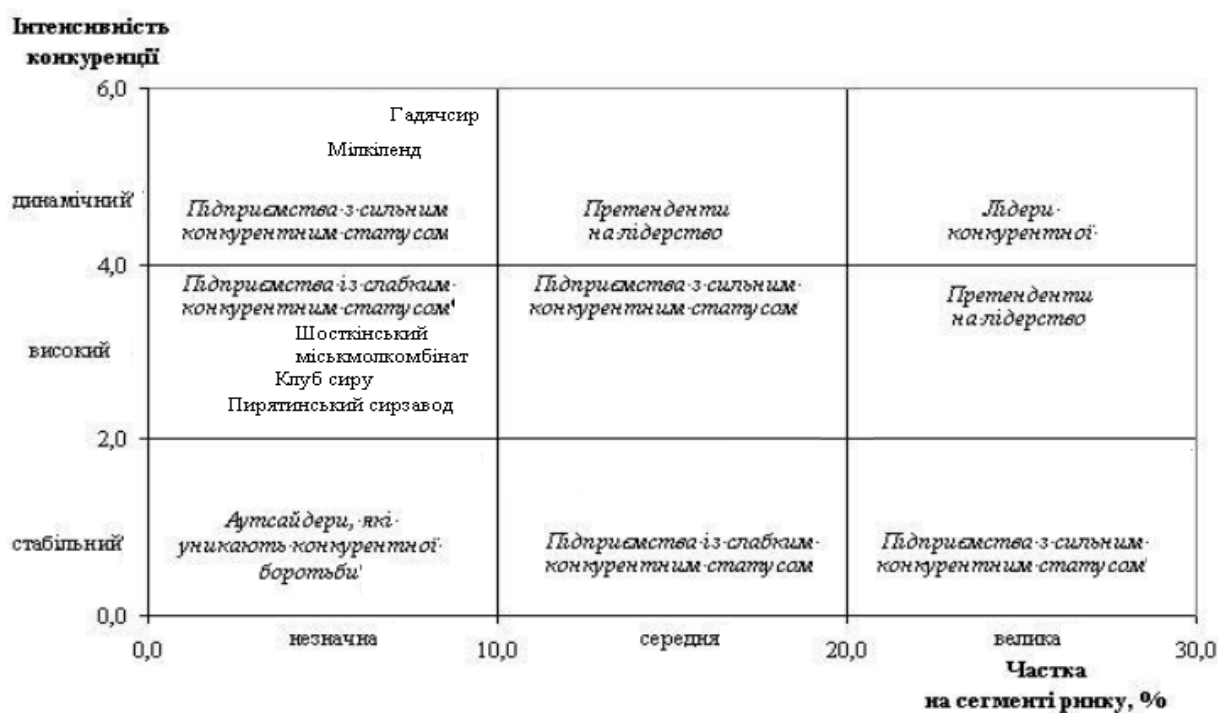 Інтенсивність
конкуренції
6,0
Гадячсир
Мілкіленд
динамічний
Підприємства з сильним
конкурентним статусом
Претенденти
на лідерство
Лідери
конкурентної
4,0
Підприємства із слабким
конкурентним статусом
Підприємства з сильним
конкурентним статусом
Претенденти
на лідерство
Шосткінський
міськмолкомбінат
високий
Клуб сиру
Пирятинський сирзавод
2,0
стабільний
Аутсайдери, які
уникають конкурентної
боротьби
Підприємства із слабким
конкурентним статусом
Підприємства з сильним
конкурентним статусом
0,0
незначна
середня
велика
0,0
10,0
20,0
30,0
Частка
на сегменті ринку, %